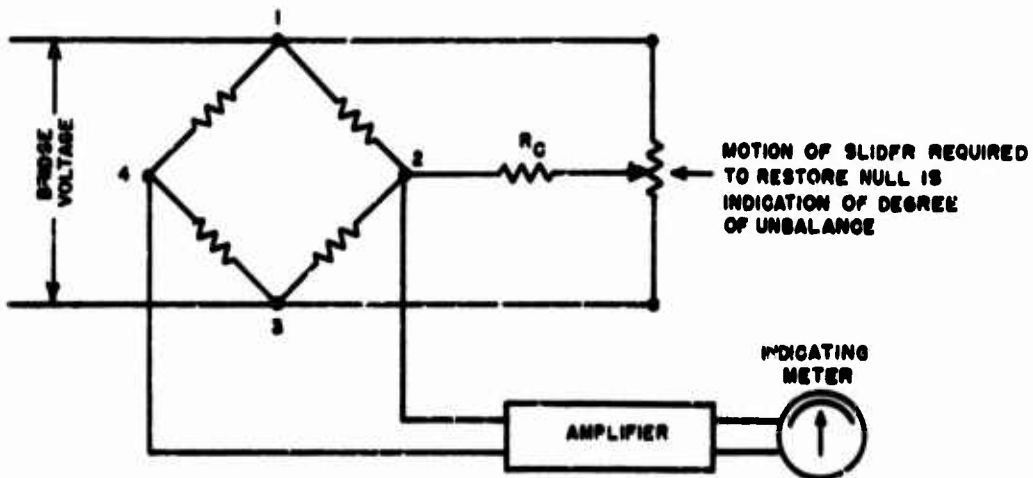 1
BRIDGE
VOLTAGE
4
2
R_C
MOTION OF SLIDER REQUIRED
TO RESTORE NULL IS
INDICATION OF DEGREE
OF UNBALANCE
3
INDICATING
METER
AMPLIFIER